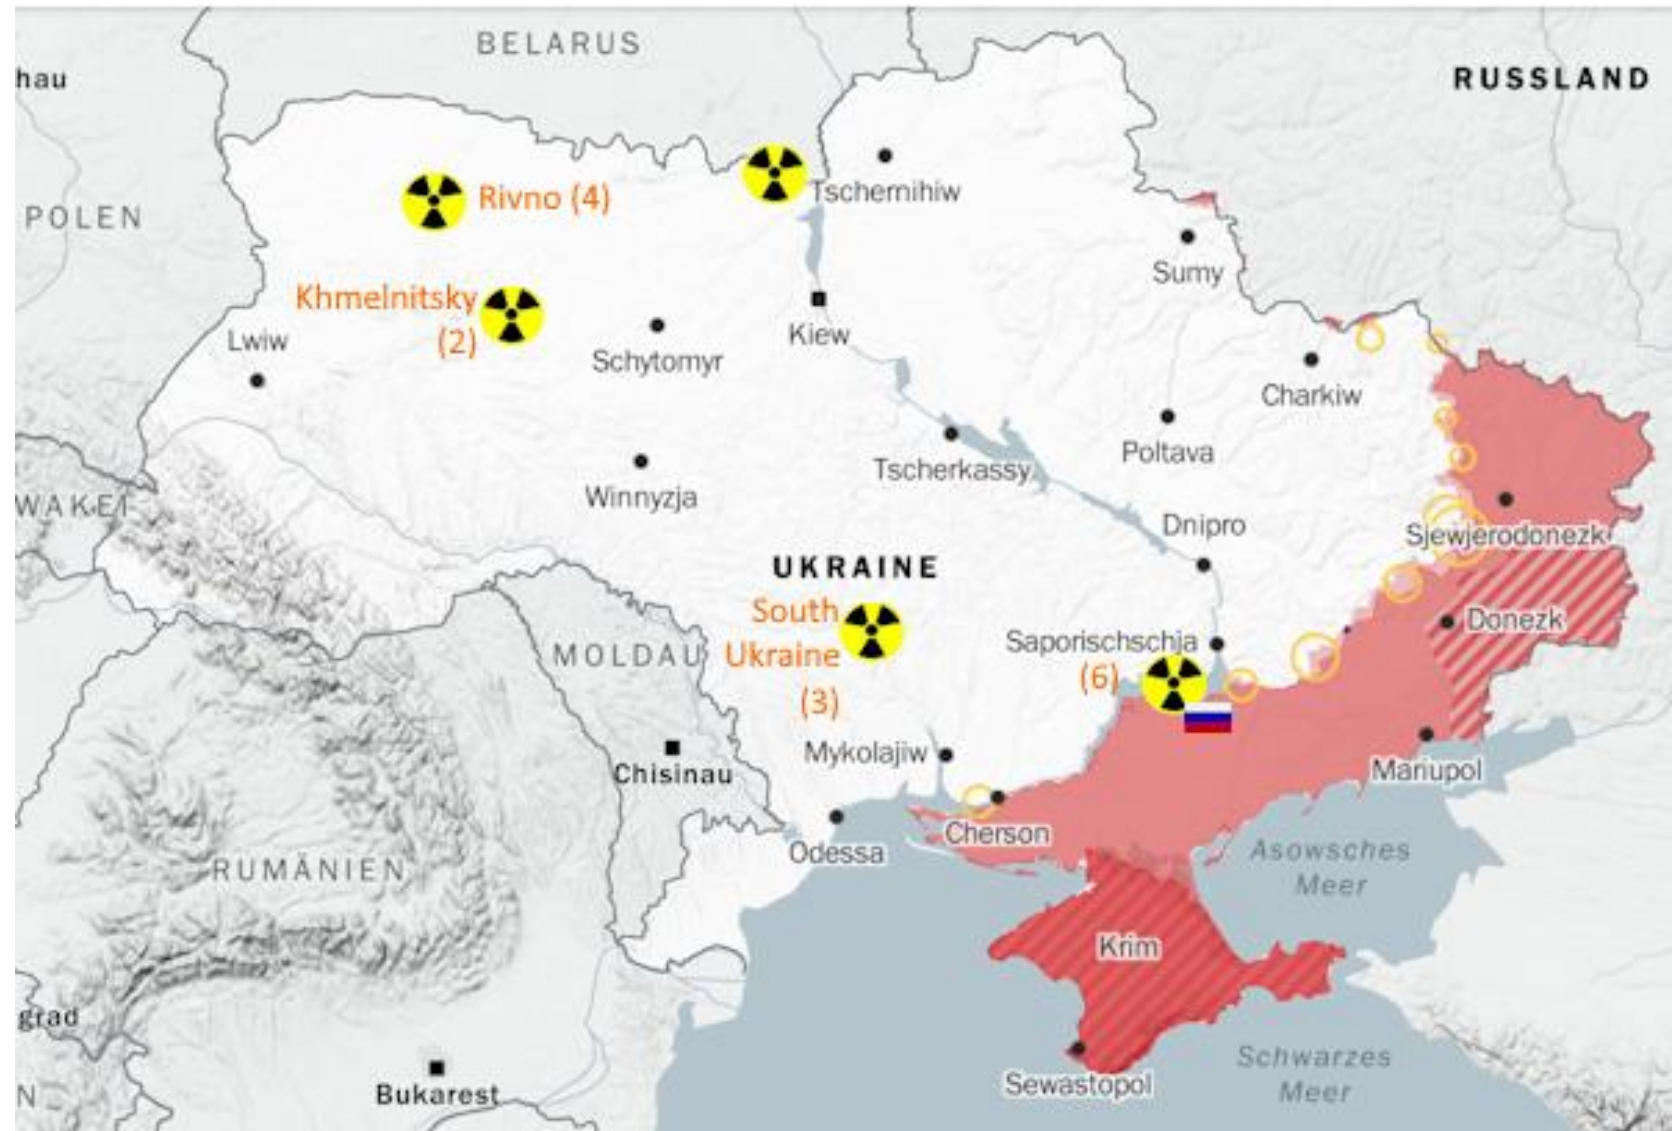 BELARUS
RUSSLAND
hau
POLEN
Rivno (4)
Tschernihiw
Sumy
Khmelnitsky
(2)
Lwiw
Schytomyr
Kiew
Charkiw
Poltava
Tscherkassy
Winnyzja
WAKEI
Dnipro
Sjewjerodonezk
UKRAINE
South
Ukraine
(3)
Donezk
Saporischschja
(6)
MOLDAU
Mykolajiw
Mariupol
Chisinau
Cherson
Odessa
Asowsches
Meer
RUMÄNIEN
Krim
grad
Schwarzes
Meer
Sewastopol
Bukarest
N